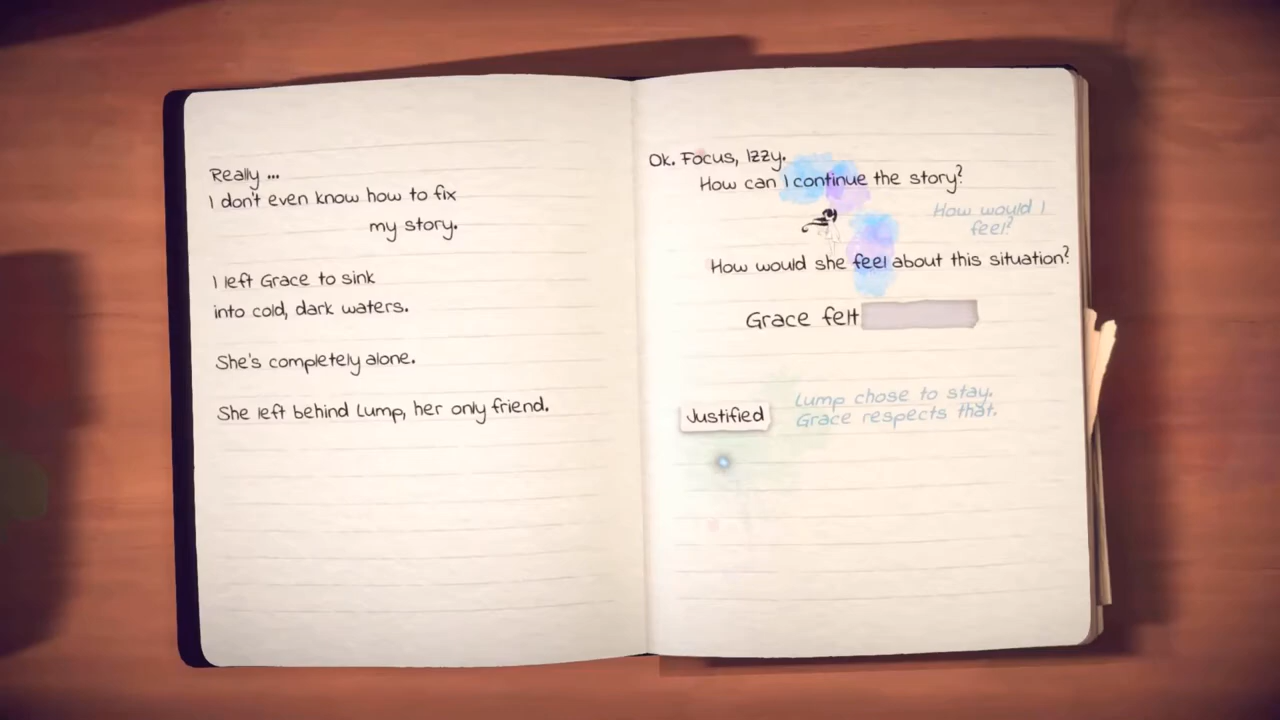 Really ...
I don't even know how to fix
my story.
I left Grace to sink
into cold, dark waters.
She's completely alone.
She left behind Lump, her only friend.
Ok. Focus, Izzy.
How can I continue the story?
How would I
feel?
How would she feel about this situation?
Grace felt
Justified
Lump chose to stay.
Grace respects that.